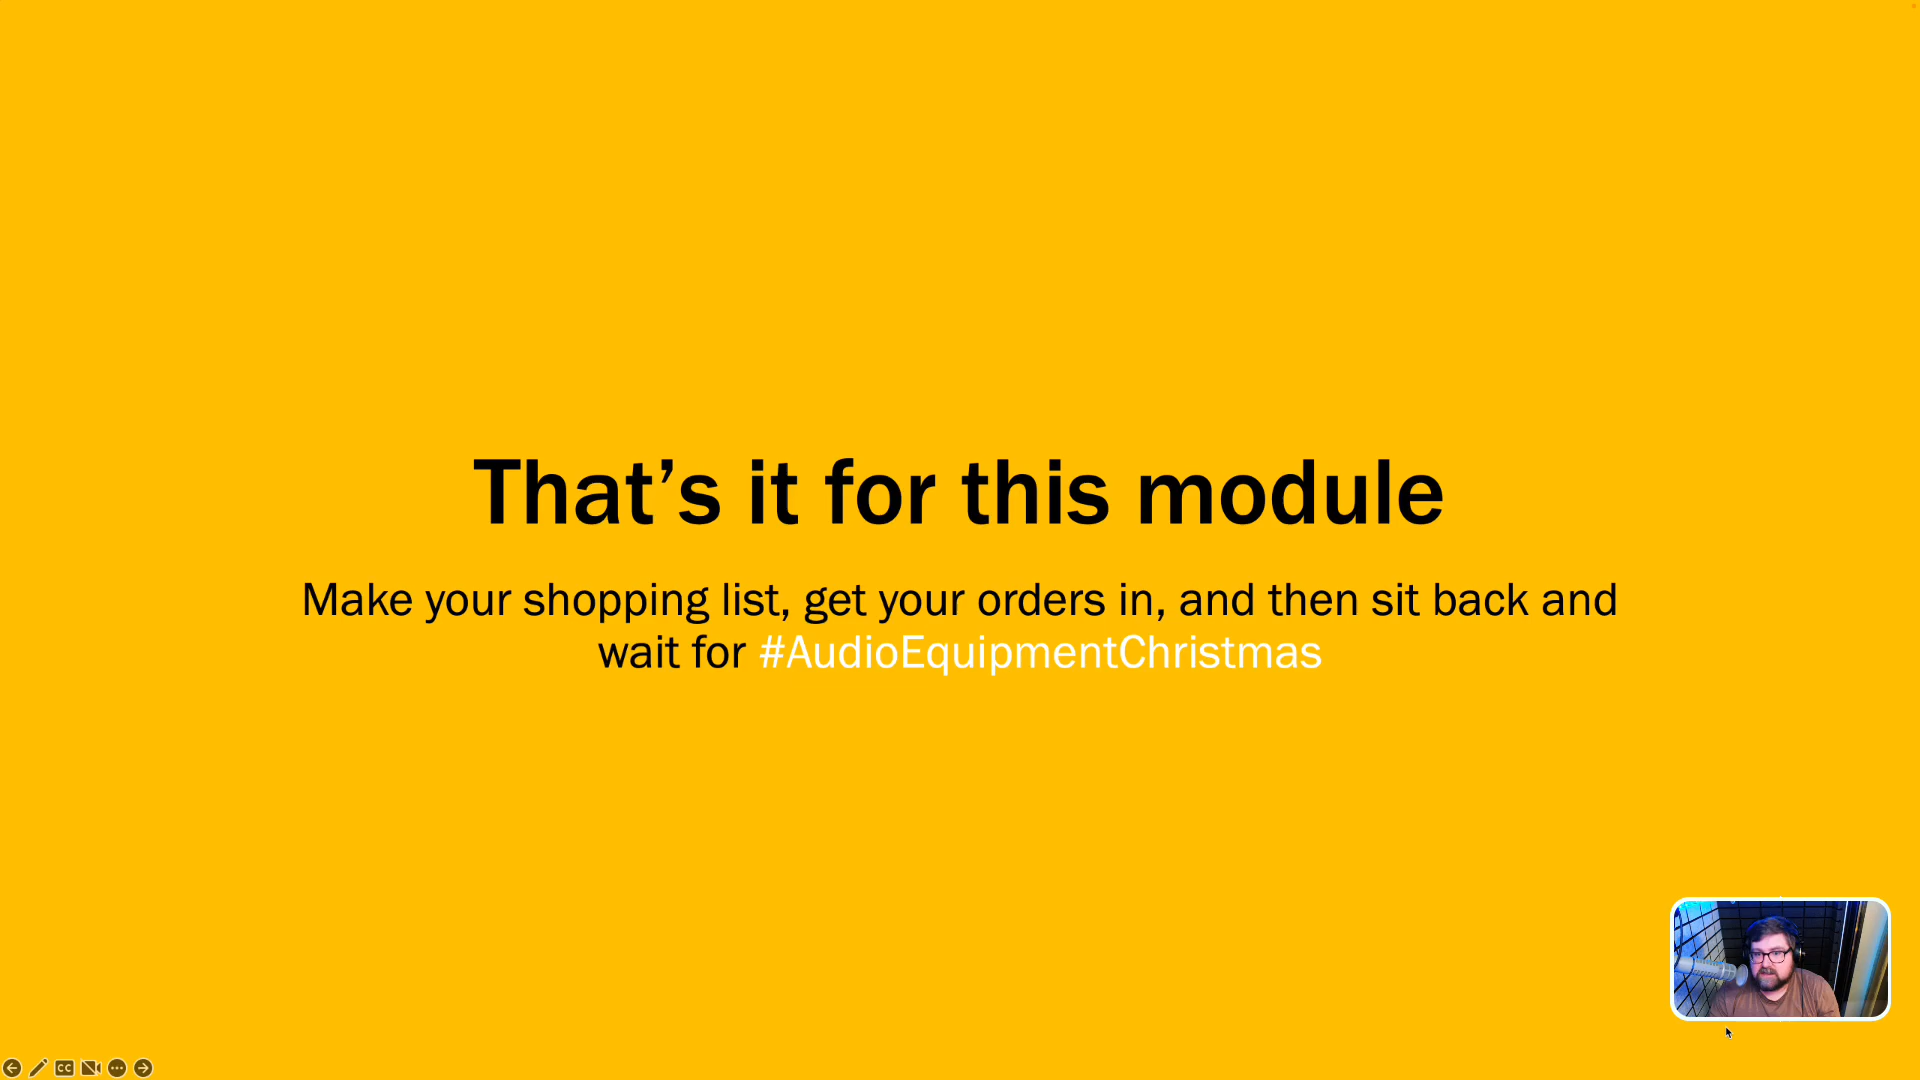 That’s it for this module
Make your shopping list, get your orders in, and then sit back and
wait for #AudioEquipmentChristmas
CC